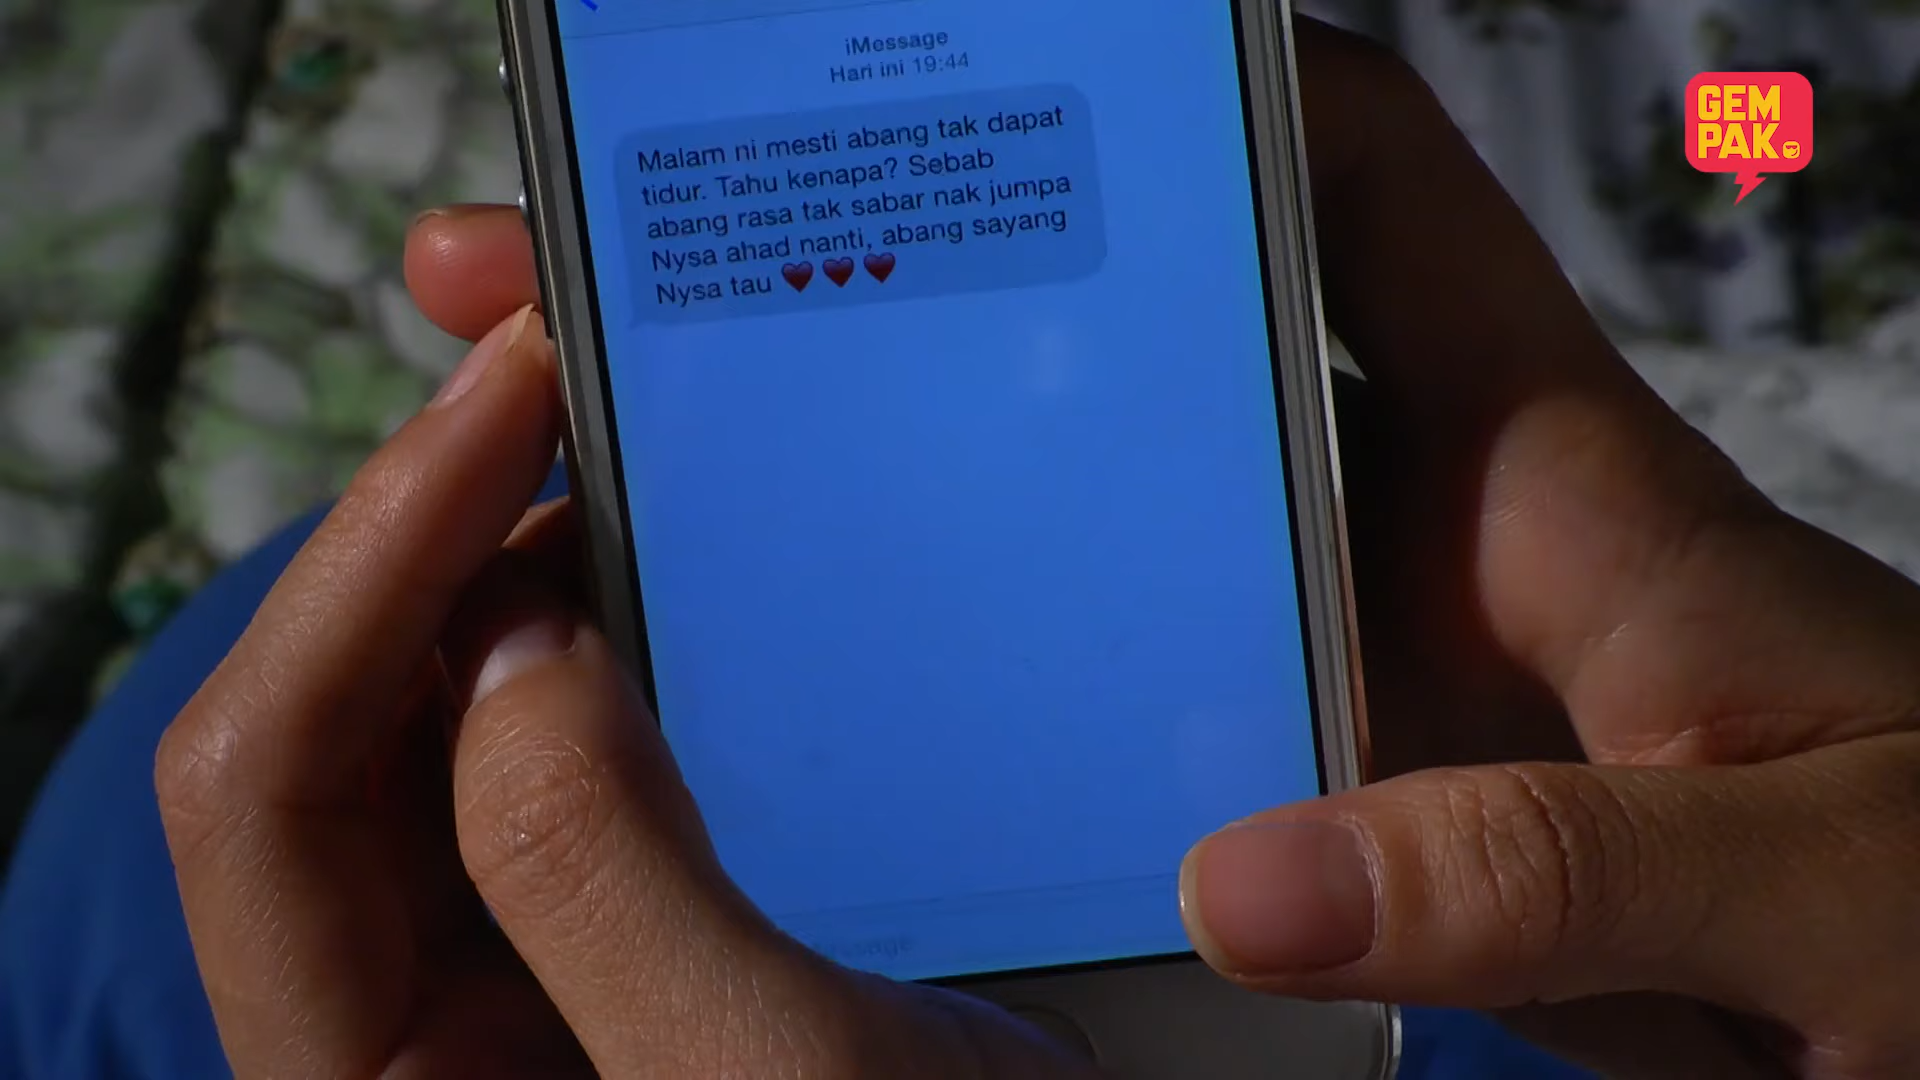 iMessage
Hari ini 19:44
Malam ni mesti abang tak dapat
tidur. Tahu kenapa? Sebab
abang rasa tak sabar nak jumpa
Nysa ahad nanti, abang sayang
Nysa tau ❤❤❤
GEM
PAK